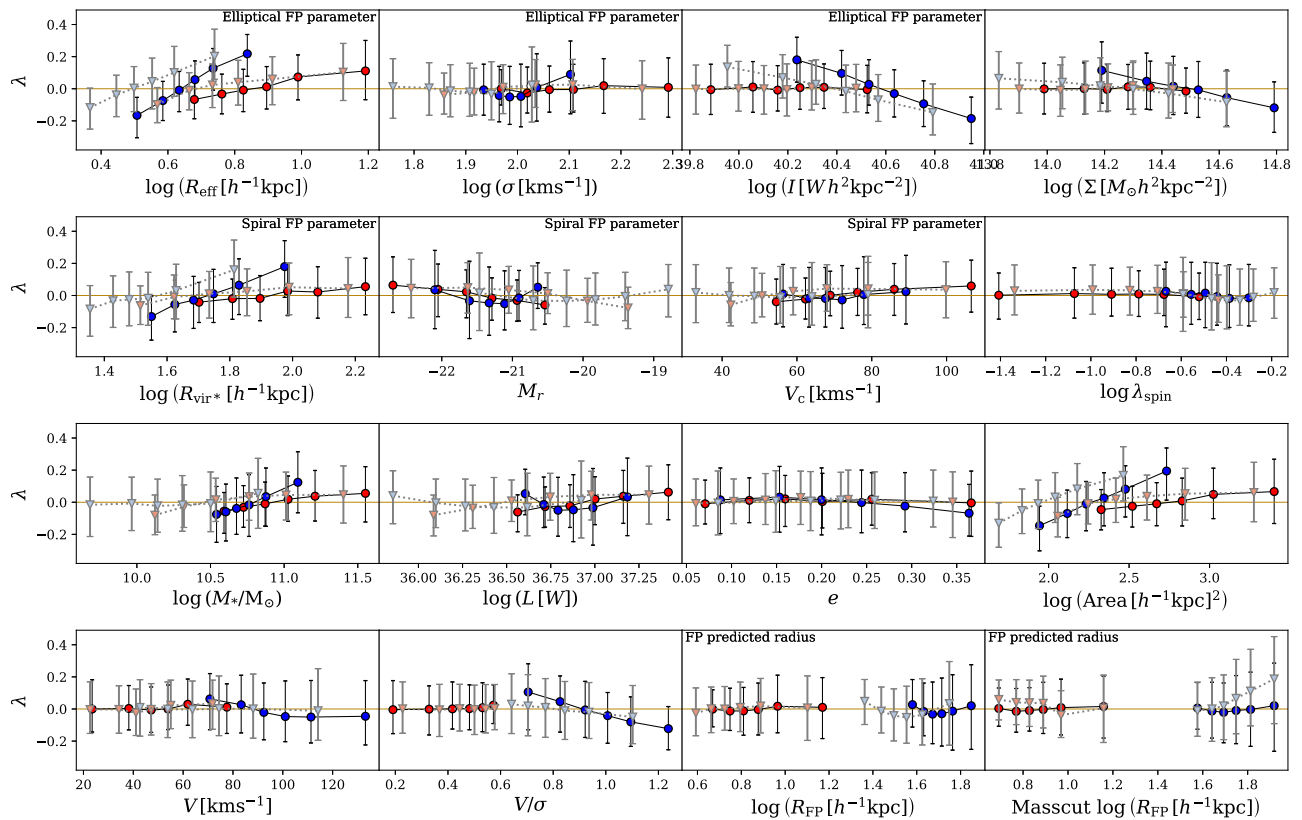 Elliptical FP parameter Elliptical FP parameter Elliptical FP parameter
λ
0.4
0.2
0.0
−0.2
0.4 0.6 0.8 1.0 1.2 1.8 1.9 2.0 2.1 2.2 2.3 39.8 40.0 40.2 40.4 40.6 40.8 41.0 13.8 14.0 14.2 14.4 14.6 14.8
log (R_eff [h⁻¹kpc]) log (σ [kms⁻¹]) log (I [W h²kpc⁻²]) log (Σ [M_⊙h²kpc⁻²])
Spiral FP parameter Spiral FP parameter Spiral FP parameter
λ
0.4
0.2
0.0
−0.2
1.4 1.6 1.8 2.0 2.2 −22 −21 −20 −19 40 60 80 100 −1.4 −1.2 −1.0 −0.8 −0.6 −0.4 −0.2
log (R_vir* [h⁻¹kpc]) M_r V_c [kms⁻¹] log λ_spin
λ
0.4
0.2
0.0
−0.2
10.0 10.5 11.0 11.5 36.00 36.25 36.50 36.75 37.00 37.25 0.05 0.10 0.15 0.20 0.25 0.30 0.35 2.0 2.5 3.0
log (M_*/M_⊙) log (L [W]) e log (Area [h⁻¹kpc]²)
FP predicted radius FP predicted radius
λ
0.4
0.2
0.0
−0.2
20 40 60 80 100 120 0.2 0.4 0.6 0.8 1.0 1.2 0.6 0.8 1.0 1.2 1.4 1.6 1.8 0.8 1.0 1.2 1.4 1.6 1.8
V [kms⁻¹] V/σ log (R_FP [h⁻¹kpc]) Masscut log (R_FP [h⁻¹kpc])